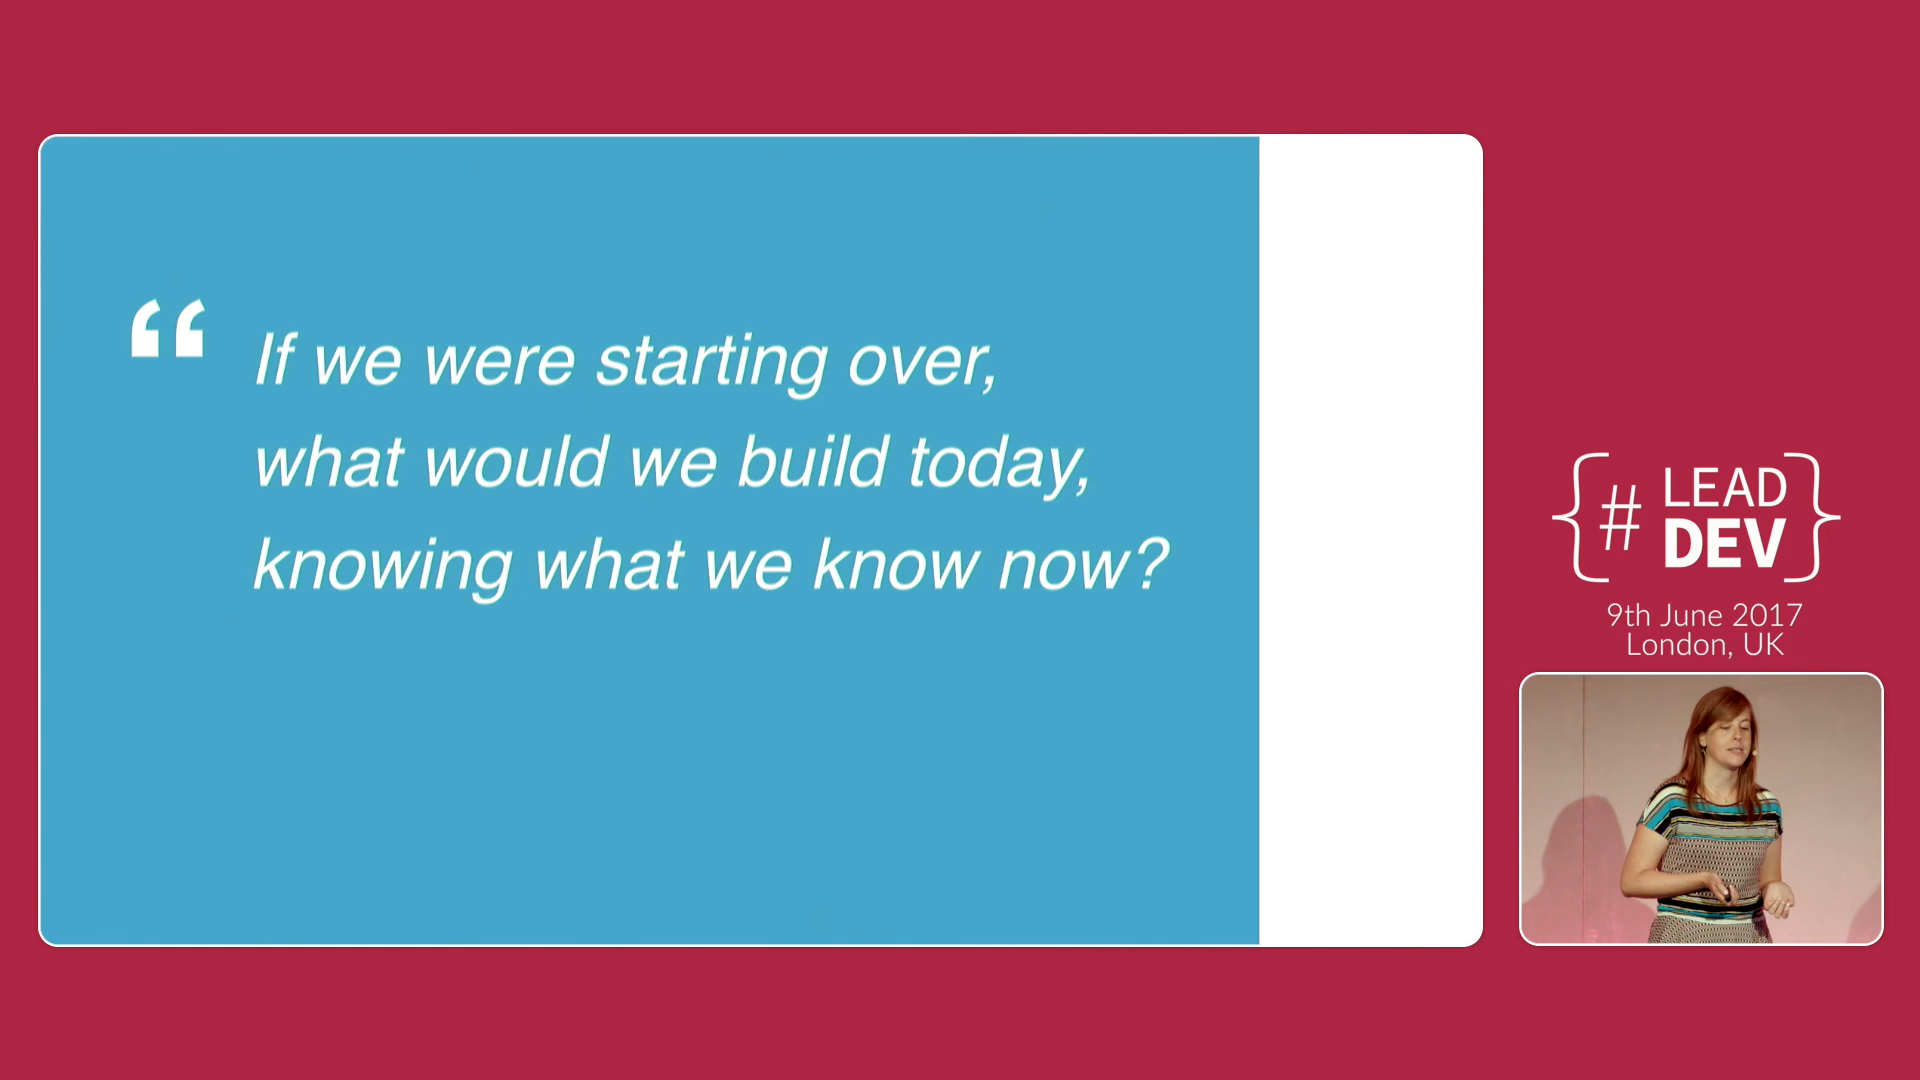 “ If we were starting over,
what would we build today,
knowing what we know now?
{# LEAD
DEV}
9th June 2017
London, UK